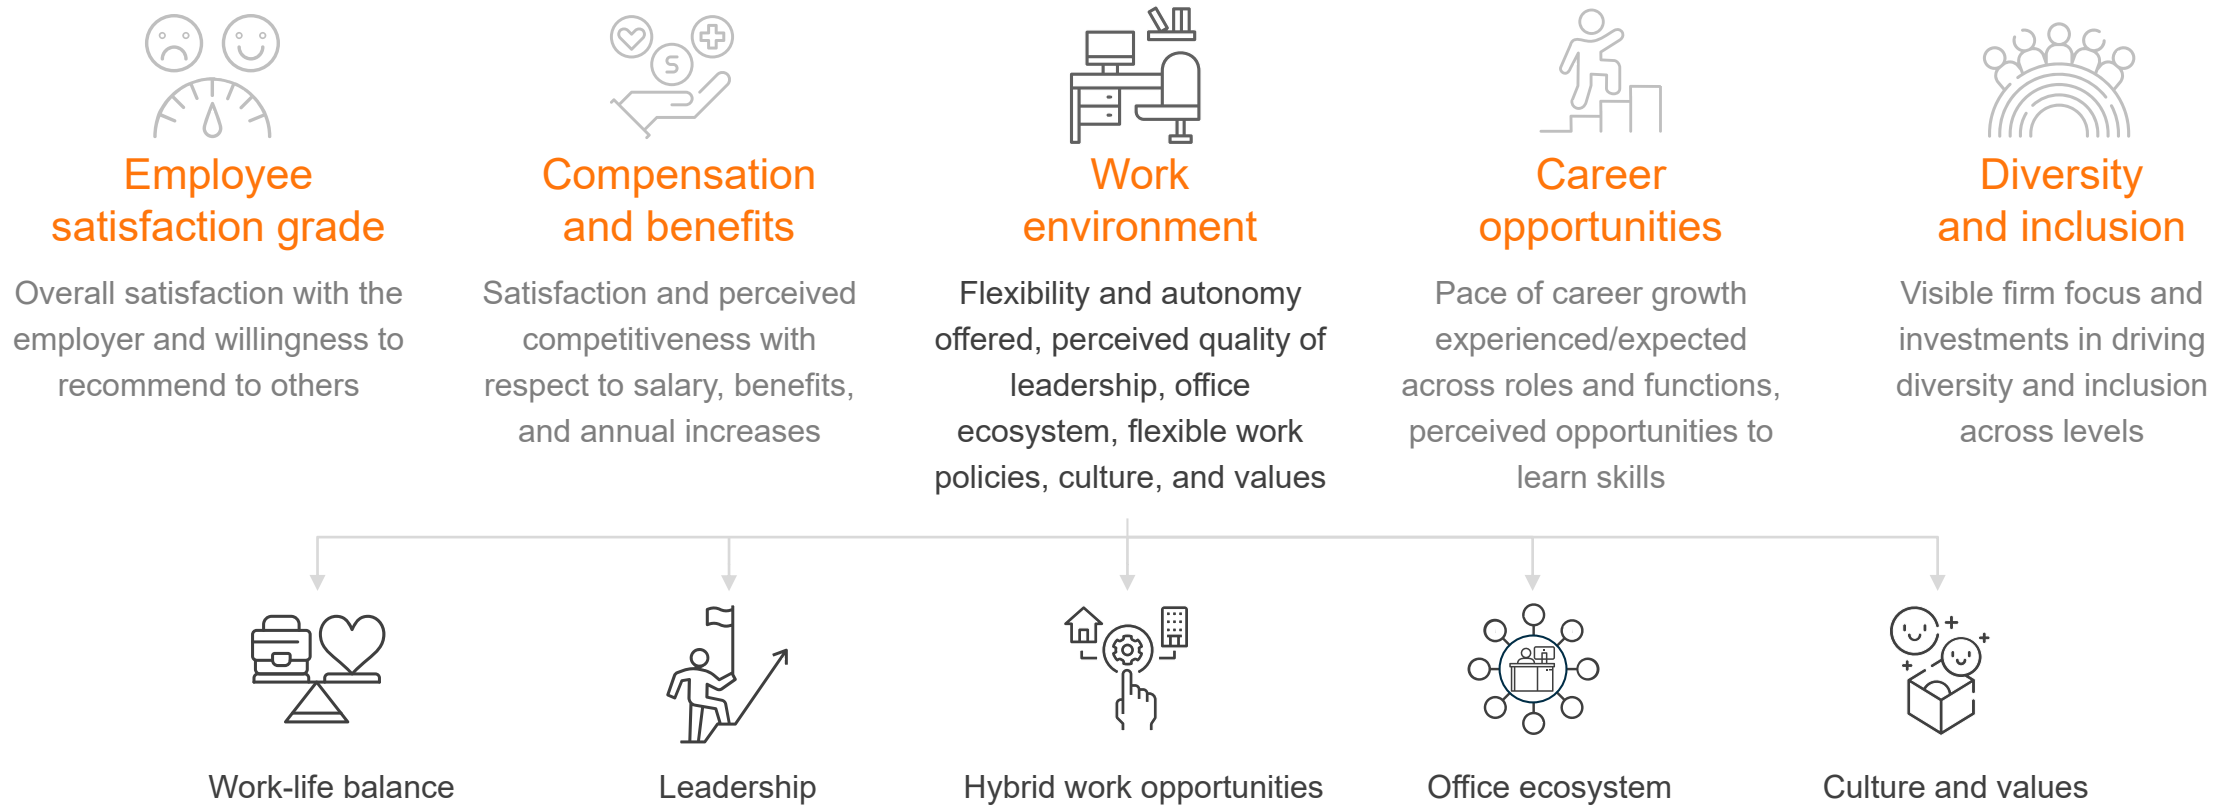 Employee
satisfaction grade
Overall satisfaction with the
employer and willingness to
recommend to others
Compensation
and benefits
Satisfaction and perceived
competitiveness with
respect to salary, benefits,
and annual increases
Work
environment
Flexibility and autonomy
offered, perceived quality of
leadership, office
ecosystem, flexible work
policies, culture, and values
Career
opportunities
Pace of career growth
experienced/expected
across roles and functions,
perceived opportunities to
learn skills
Diversity
and inclusion
Visible firm focus and
investments in driving
diversity and inclusion
across levels
Work-life balance
Leadership
Hybrid work opportunities
Office ecosystem
Culture and values